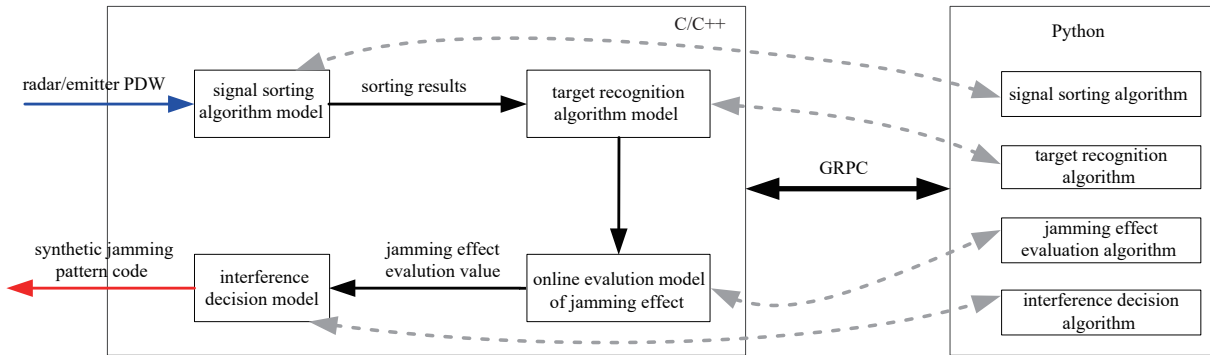 C/C++
Python
radar/emitter PDW
signal sorting
algorithm model
sorting results
target recognition
algorithm model
signal sorting algorithm
target recognition
algorithm
GRPC
synthetic jamming
pattern code
interference
decision model
jamming effect
evalution value
online evalution model
of jamming effect
jamming effect
evaluation algorithm
interference decision
algorithm